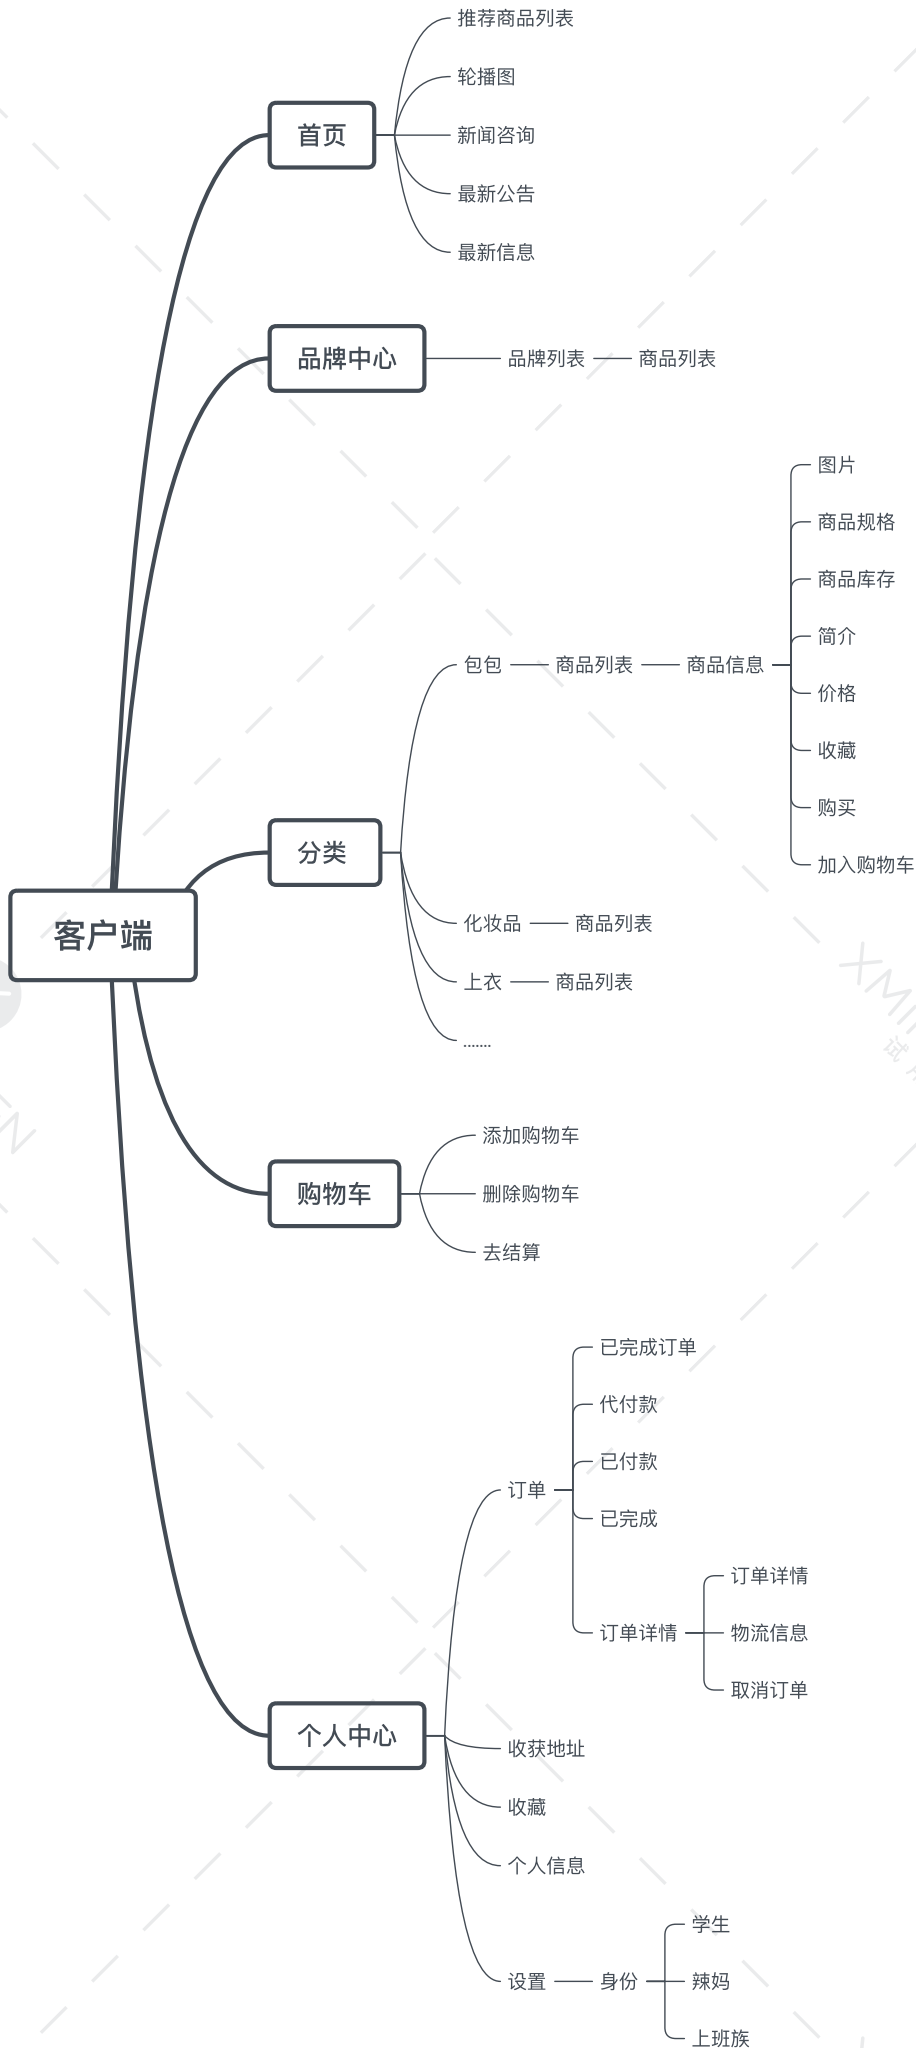 客户端
首页
推荐商品列表
轮播图
新闻咨询
最新公告
最新信息
品牌中心
品牌列表
商品列表
分类
包包
商品列表
商品信息
图片
商品规格
商品库存
简介
价格
收藏
购买
加入购物车
化妆品
商品列表
上衣
商品列表
.......
购物车
添加购物车
删除购物车
去结算
个人中心
订单
已完成订单
代付款
已付款
已完成
订单详情
订单详情
物流信息
取消订单
收获地址
收藏
个人信息
设置
身份
学生
辣妈
上班族
XMI
试
N